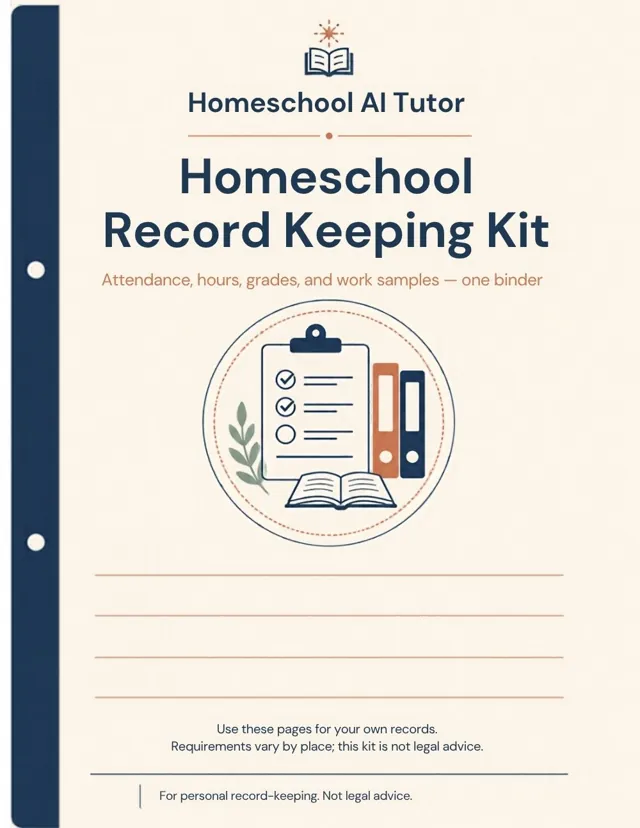 Homeschool AI Tutor
Homeschool
Record Keeping Kit
Attendance, hours, grades, and work samples — one binder
Use these pages for your own records.
Requirements vary by place; this kit is not legal advice.
For personal record-keeping. Not legal advice.